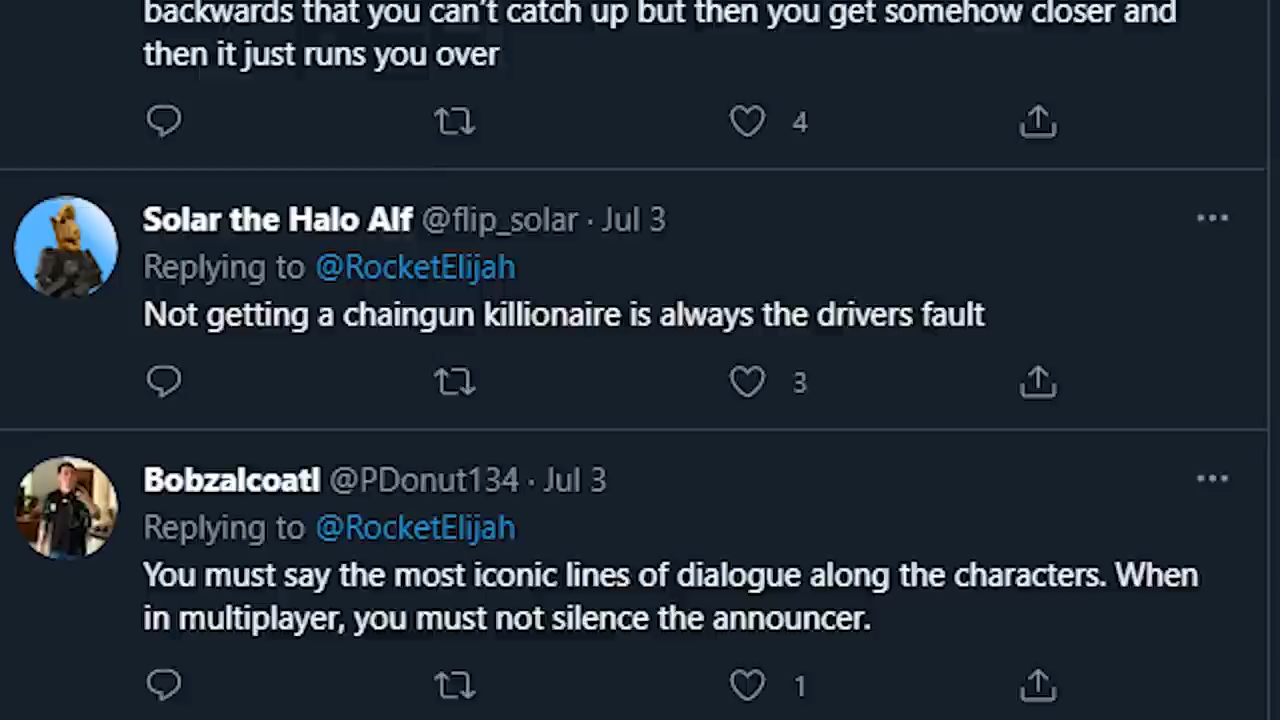 backwards that you can't catch up but then you get somehow closer and
then it just runs you over
4
Solar the Halo Alf @flip_solar · Jul 3
Replying to @RocketElijah
Not getting a chaingun killionaire is always the drivers fault
3
Bobzalcoatl @PDonut134 · Jul 3
Replying to @RocketElijah
You must say the most iconic lines of dialogue along the characters. When
in multiplayer, you must not silence the announcer.
1